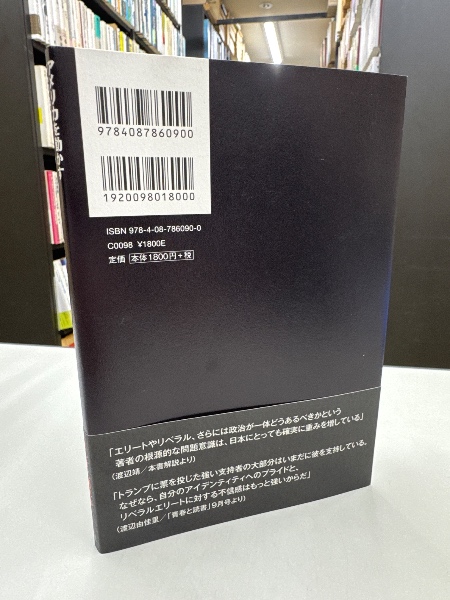 9784087860900
1920098018000
ISBN 978-4-08-786090-0
C0098 ¥1800E
定価 本体1800円+税
「エリートやリベラル、さらには政治が一体どうあるべきかという
著者の根源的な問題意識は、日本にとっても確実に重みを増している」
(渡辺靖/本書解説より)
「トランプに票を投じた強い支持者の大部分はいまだに彼を支持している。
なぜなら、自分のアイデンティティへのプライドと、
リベラルエリートに対する不信感はもっと強いからだ」
(渡辺由佳里/「青春と読書」9月号より)